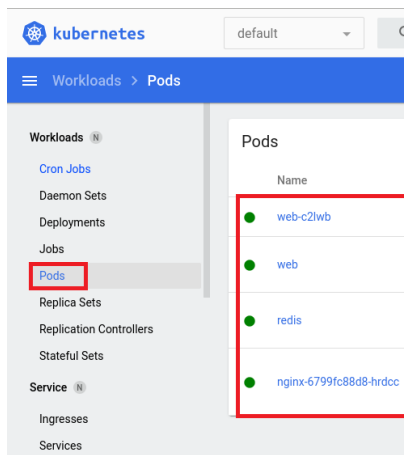 kubernetes
default
Workloads > Pods
Workloads N
Cron Jobs
Daemon Sets
Deployments
Jobs
Pods
Replica Sets
Replication Controllers
Stateful Sets
Service N
Ingresses
Services
Pods
Name
web-c2lwb
web
redis
nginx-6799fc88d8-hrdcc